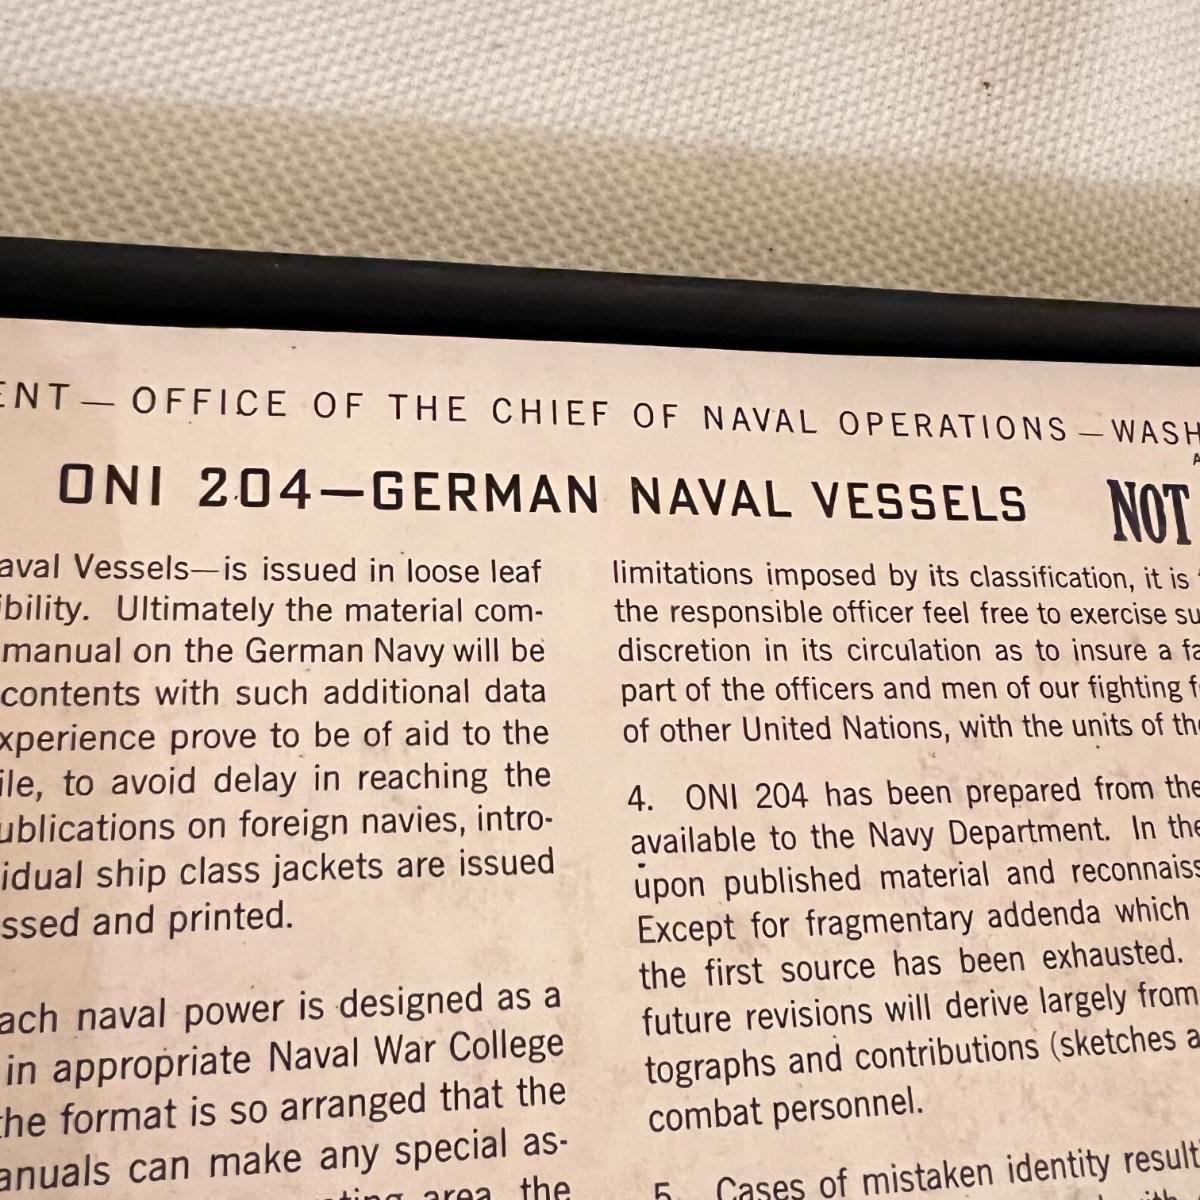 ENT — OFFICE OF THE CHIEF OF NAVAL OPERATIONS — WASH
ONI 204—GERMAN NAVAL VESSELS
NOT
aval Vessels—is issued in loose leaf
ibility. Ultimately the material com-
manual on the German Navy will be
contents with such additional data
xperience prove to be of aid to the
ile, to avoid delay in reaching the
ublications on foreign navies, intro-
idual ship class jackets are issued
ssed and printed.
ach naval power is designed as a
in appropriate Naval War College
the format is so arranged that the
anuals can make any special as-
ting area, the
limitations imposed by its classification, it is
the responsible officer feel free to exercise su
discretion in its circulation as to insure a fa
part of the officers and men of our fighting f
of other United Nations, with the units of the
4. ONI 204 has been prepared from the
available to the Navy Department. In the
upon published material and reconnaiss
Except for fragmentary addenda which
the first source has been exhausted.
future revisions will derive largely from
tographs and contributions (sketches a
combat personnel.
5. Cases of mistaken identity result